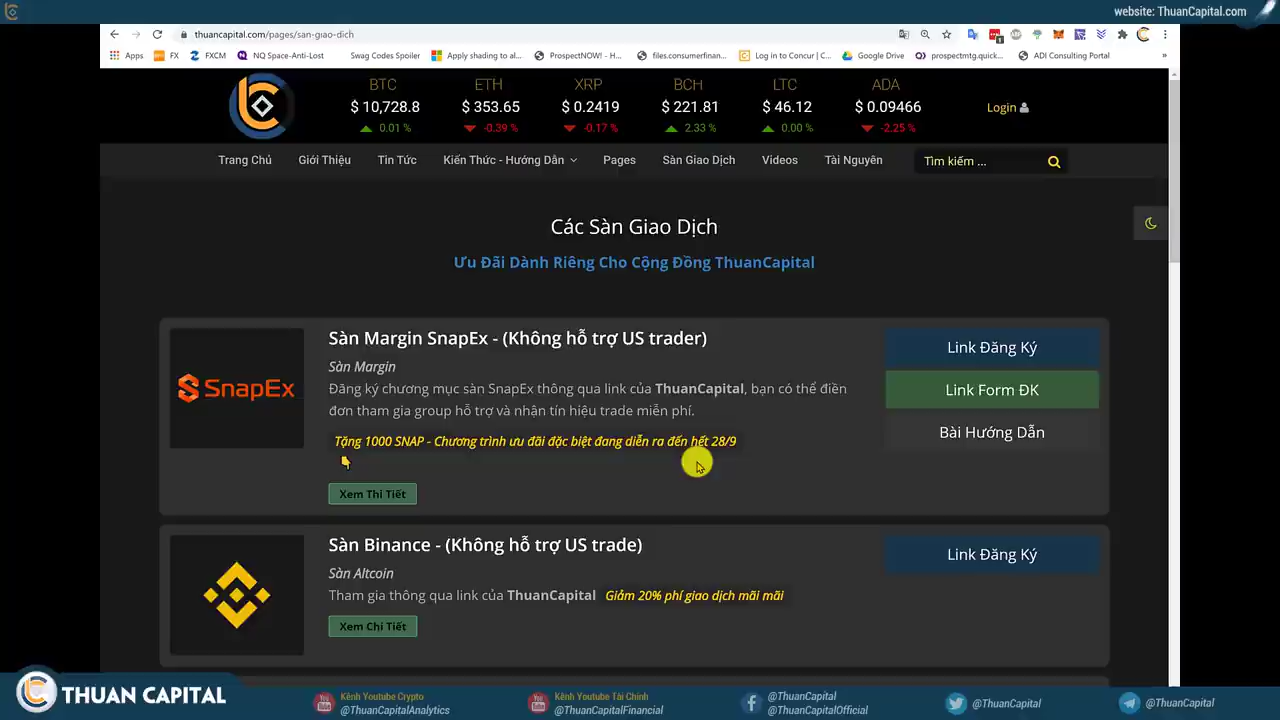 website: ThuanCapital.com
thuancapital.com/pages/san-giao-dich
Apps FX FXCM NQ Space-Anti-Lost Swag Codes Spoiler Apply shading to al... ProspectNOW! - H... files.consumerfinan... Log in to Concur | ... Google Drive prospectmtg.quick... ADI Consulting Portal »
BTC ETH XRP BCH LTC ADA
$ 10,728.8 $ 353.65 $ 0.2419 $ 221.81 $ 46.12 $ 0.09466 Login
0.01 % -0.39 % -0.17 % 2.33 % 0.00 % -2.25 %
Trang Chủ Giới Thiệu Tin Tức Kiến Thức - Hướng Dẫn Pages Sàn Giao Dịch Videos Tài Nguyên Tìm kiếm ...
Các Sàn Giao Dịch
Ưu Đãi Dành Riêng Cho Cộng Đồng ThuanCapital
SnapEx
Sàn Margin SnapEx - (Không hỗ trợ US trader)
Sàn Margin
Đăng ký chương mục sàn SnapEx thông qua link của ThuanCapital, bạn có thể điền
đơn tham gia group hỗ trợ và nhận tín hiệu trade miễn phí.
Tặng 1000 SNAP - Chương trình ưu đãi đặc biệt đang diễn ra đến hết 28/9
Xem Thi Tiết
Link Đăng Ký
Link Form ĐK
Bài Hướng Dẫn
Sàn Binance - (Không hỗ trợ US trade)
Sàn Altcoin
Tham gia thông qua link của ThuanCapital Giảm 20% phí giao dịch mãi mãi
Xem Chi Tiết
Link Đăng Ký
THUAN CAPITAL
Kênh Youtube Crypto
@ThuanCapitalAnalytics
Kênh Youtube Tài Chính
@ThuanCapitalFinancial
@ThuanCapital
@ThuanCapitalOfficial
@ThuanCapital
@ThuanCapital